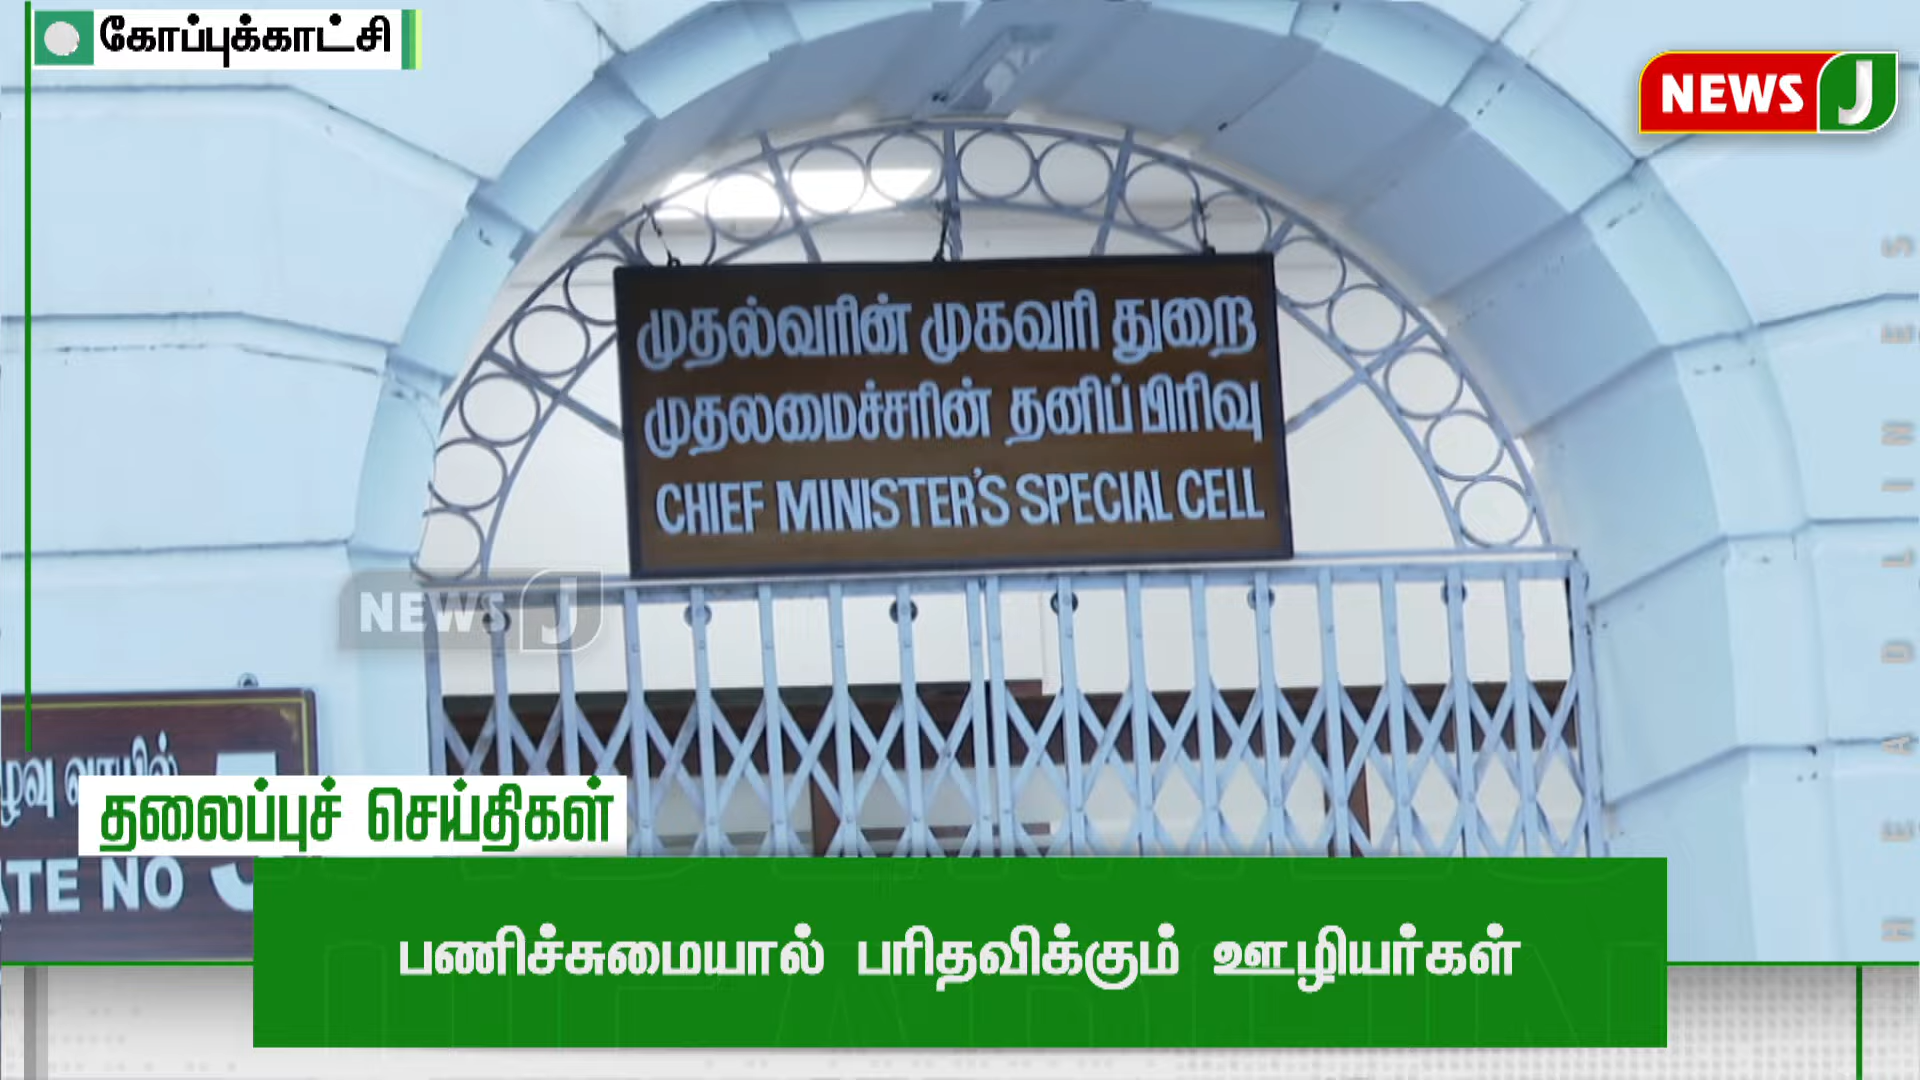 கோப்புக்காட்சி
NEWS J
முதல்வரின் முகவரி துறை
முதலமைச்சரின் தனிப்பிரிவு
CHIEF MINISTER'S SPECIAL CELL
NEWS J
வாயில்
தலைப்புச் செய்திகள்
NO
பணிச்சுமையால் பரிதவிக்கும் ஊழியர்கள்
HEADLINES